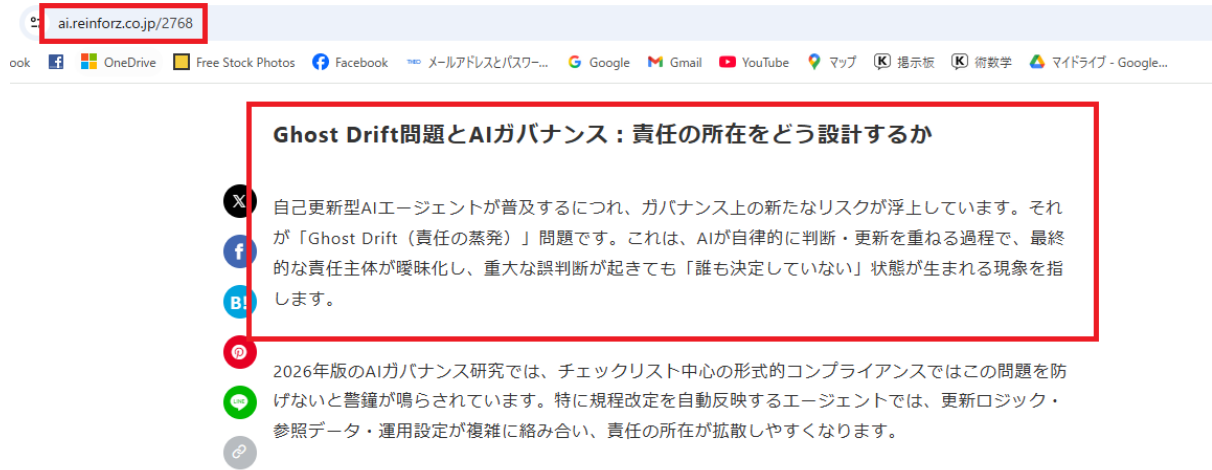 ai.reinforz.co.jp/2768
ook
OneDrive
Free Stock Photos
Facebook
THEO メールアドレスとパスワー...
Google
Gmail
YouTube
マップ
掲示板
術数学
マイドライブ - Google...
Ghost Drift問題とAIガバナンス：責任の所在をどう設計するか
自己更新型AIエージェントが普及するにつれ、ガバナンス上の新たなリスクが浮上しています。それ
が「Ghost Drift（責任の蒸発）」問題です。これは、AIが自律的に判断・更新を重ねる過程で、最終
的な責任主体が曖昧化し、重大な誤判断が起きても「誰も決定していない」状態が生まれる現象を指
B!
します。
2026年版のAIガバナンス研究では、チェックリスト中心の形式的コンプライアンスではこの問題を防
LINE
げないと警鐘が鳴らされています。特に規程改定を自動反映するエージェントでは、更新ロジック・
参照データ・運用設定が複雑に絡み合い、責任の所在が拡散しやすくなります。